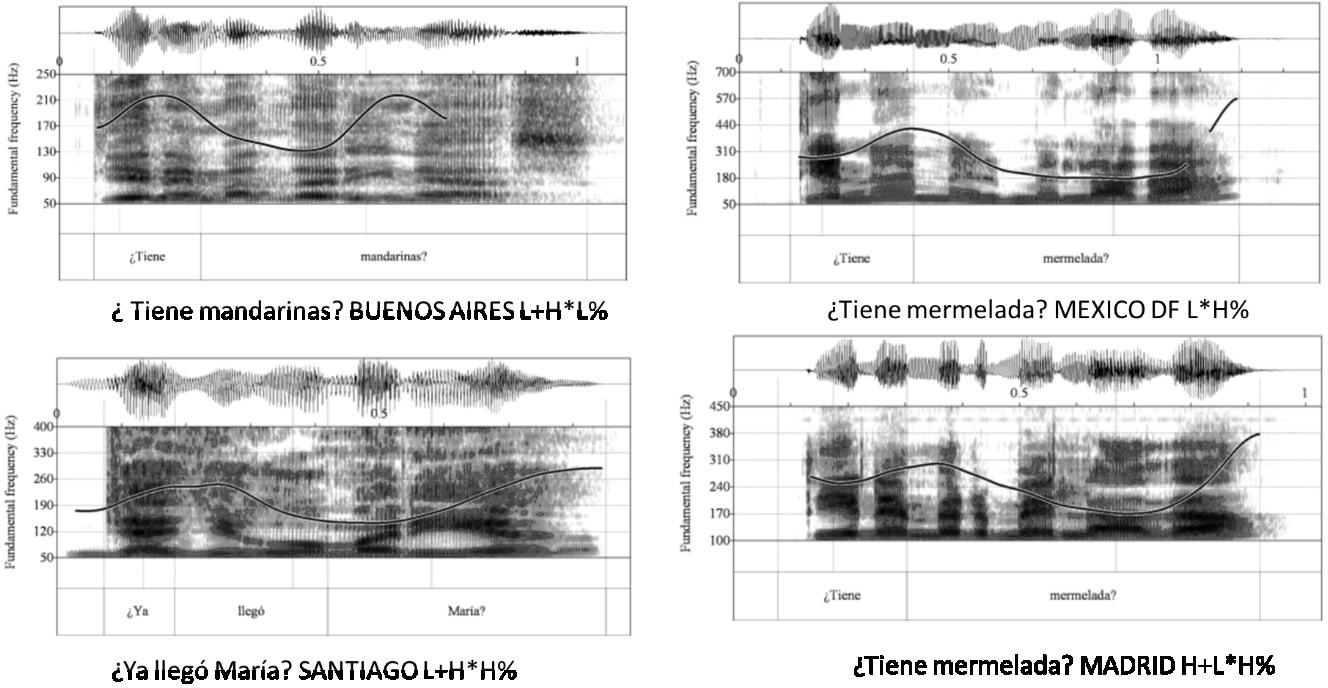 0
0.5
1
Fundamental frequency (Hz)
250
210
170
130
90
50
¿Tiene
mandarinas?
¿ Tiene mandarinas? BUENOS AIRES L+H*L%
0
0.5
1
Fundamental frequency (Hz)
700
570
440
310
180
50
¿Tiene
mermelada?
¿Tiene mermelada? MEXICO DF L*H%
0
0.5
Fundamental frequency (Hz)
400
330
260
190
120
50
¿Ya
llegó
María?
¿Ya llegó María? SANTIAGO L+H*H%
0
0.5
1
Fundamental frequency (Hz)
450
380
310
240
170
100
¿Tiene
mermelada?
¿Tiene mermelada? MADRID H+L*H%